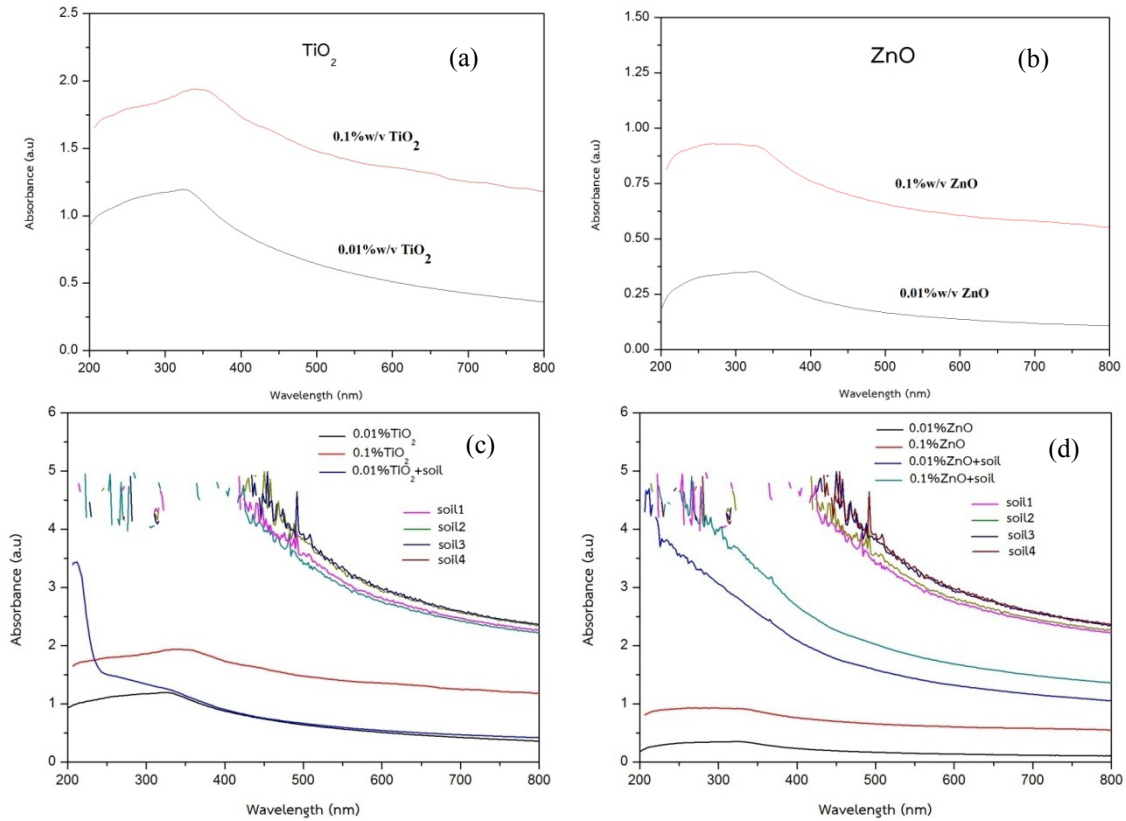 TiO2
(a)
0.1%w/v TiO2
0.01%w/v TiO2
Absorbance (a.u)
2.5
2.0
1.5
1.0
0.5
0.0
200 300 400 500 600 700 800
Wavelength (nm)
ZnO
(b)
0.1%w/v ZnO
0.01%w/v ZnO
Absorbance (a.u)
1.50
1.25
1.00
0.75
0.50
0.25
0.00
200 300 400 500 600 700 800
Wavelength (nm)
(c)
0.01%TiO2
0.1%TiO2
0.01%TiO2+soil
soil1
soil2
soil3
soil4
Absorbance (a.u)
6
5
4
3
2
1
0
200 300 400 500 600 700 800
Wavelength (nm)
(d)
0.01%ZnO
0.1%ZnO
0.01%ZnO+soil
0.1%ZnO+soil
soil1
soil2
soil3
soil4
Absorbance (a.u)
6
5
4
3
2
1
0
200 300 400 500 600 700 800
Wavelength (nm)